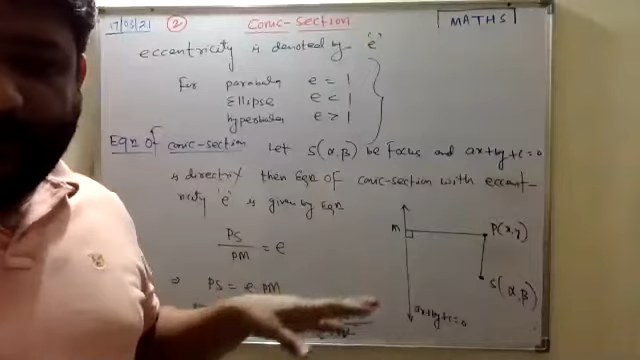 17/03/21 2 Conic-Section MATHS
eccentricity is denoted by 'e'
For parabola e = 1
Ellipse e < 1
hyperbola e > 1
Eqn of conic-section Let S(α,β) be focus and ax+by+c=0
is directrix then Eqn of conic-section with eccent-
ricity 'e' is given by Eqn
PS/PM = e
⇒ PS = e PM
M P(x,y)
S(α,β)
ax+by+c=0